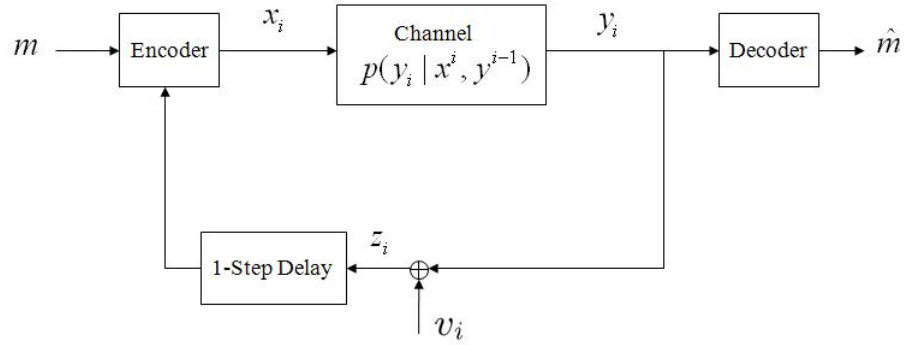 m
Encoder
x_i
Channel
p(y_i | x^i, y^{i-1})
y_i
Decoder
m̂
1-Step Delay
z_i
v_i